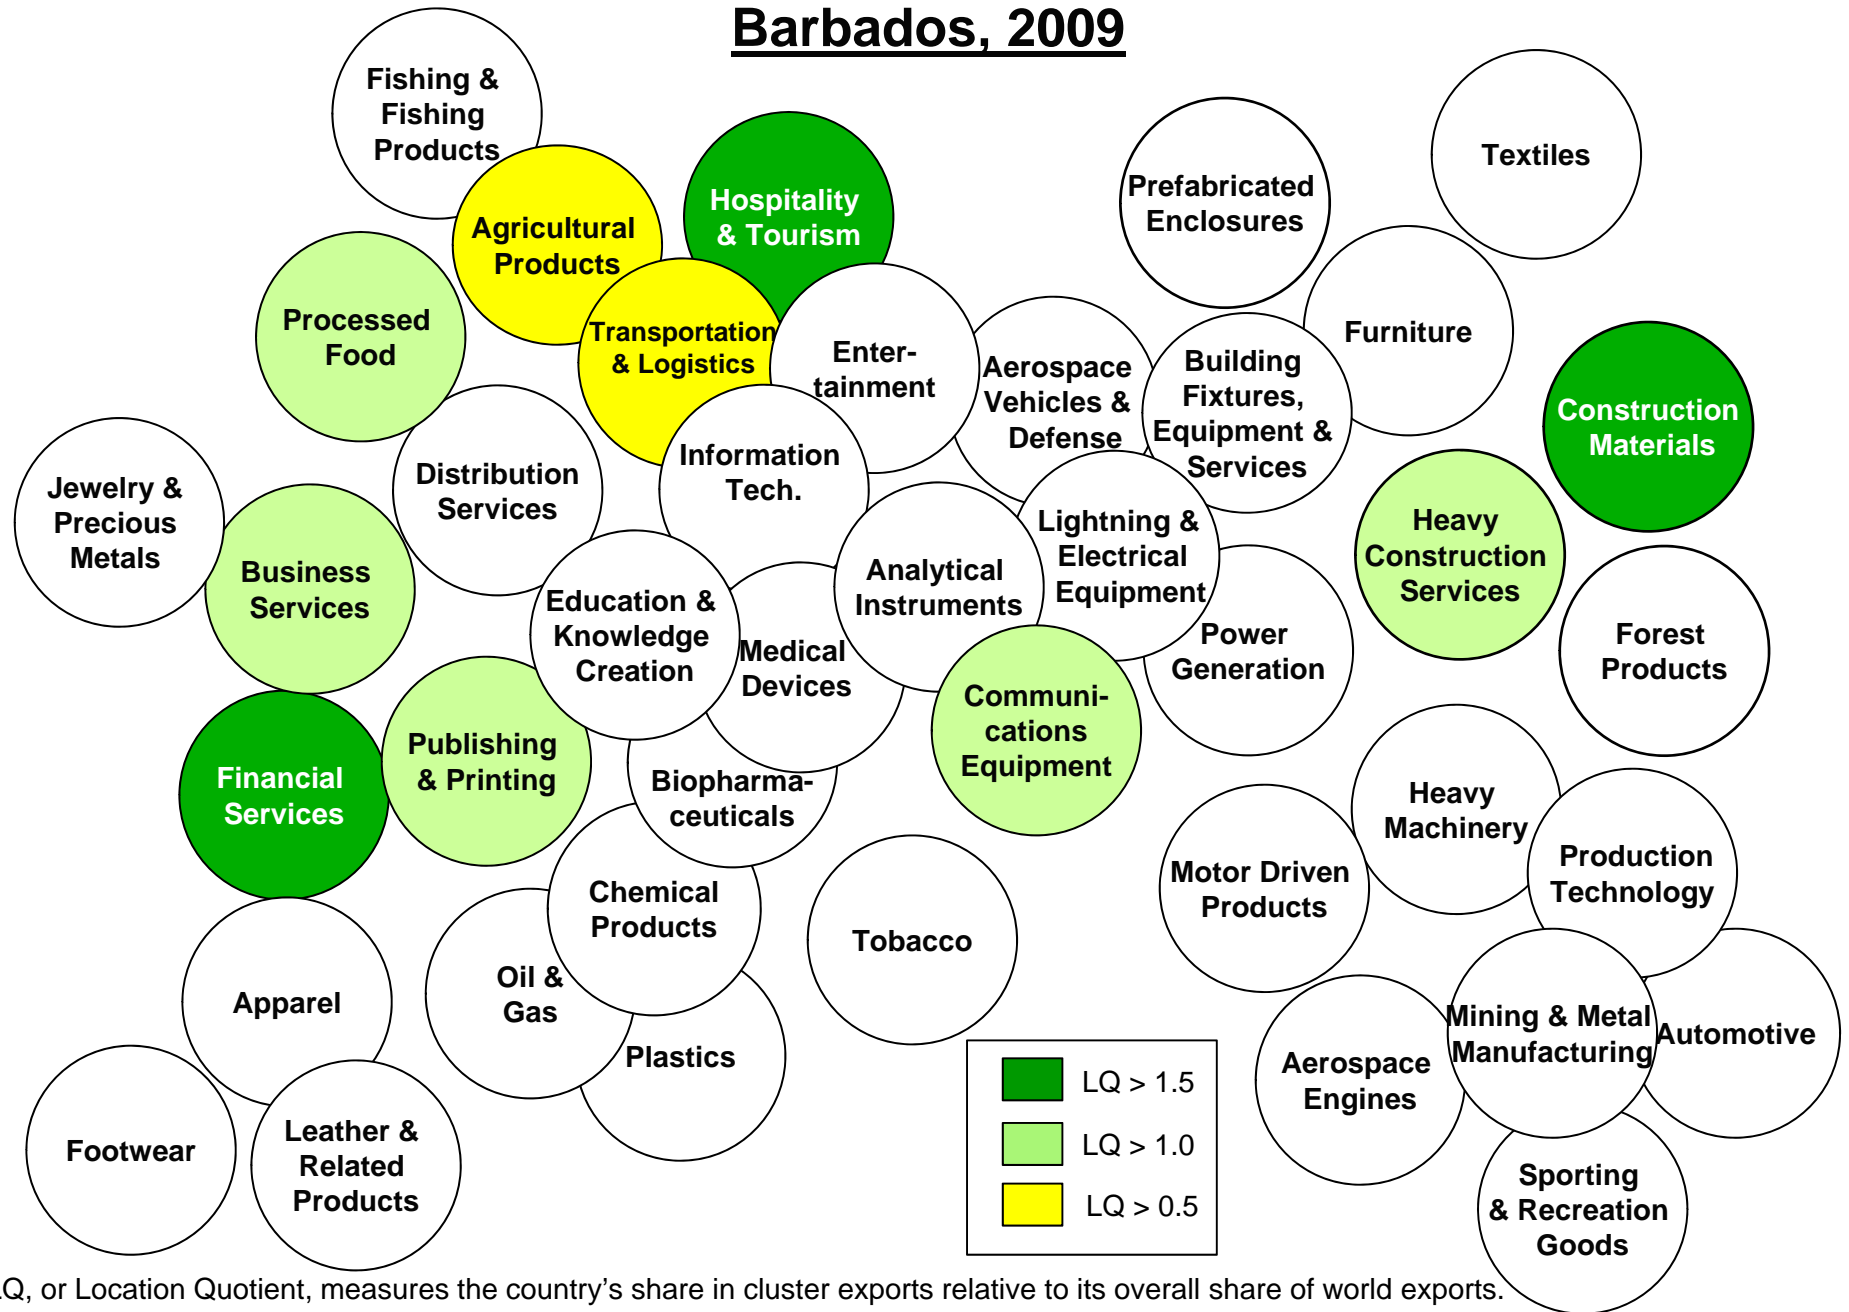 Barbados, 2009
Fishing &
Fishing
Products
Textiles
Prefabricated
Enclosures
Hospitality
& Tourism
Agricultural
Products
Processed
Food
Transportation
& Logistics
Enter-
tainment
Aerospace
Vehicles &
Defense
Building
Fixtures,
Equipment &
Services
Furniture
Construction
Materials
Jewelry &
Precious
Metals
Distribution
Services
Information
Tech.
Business
Services
Education &
Knowledge
Creation
Medical
Devices
Analytical
Instruments
Lightning &
Electrical
Equipment
Power
Generation
Heavy
Construction
Services
Forest
Products
Communi-
cations
Equipment
Financial
Services
Publishing
& Printing
Biopharma-
ceuticals
Heavy
Machinery
Production
Technology
Motor Driven
Products
Chemical
Products
Tobacco
Apparel
Oil &
Gas
Plastics
Aerospace
Engines
Mining & Metal
Manufacturing
Automotive
Footwear
Leather &
Related
Products
Sporting
& Recreation
Goods
LQ > 1.5
LQ > 1.0
LQ > 0.5
Q, or Location Quotient, measures the country’s share in cluster exports relative to its overall share of world exports.